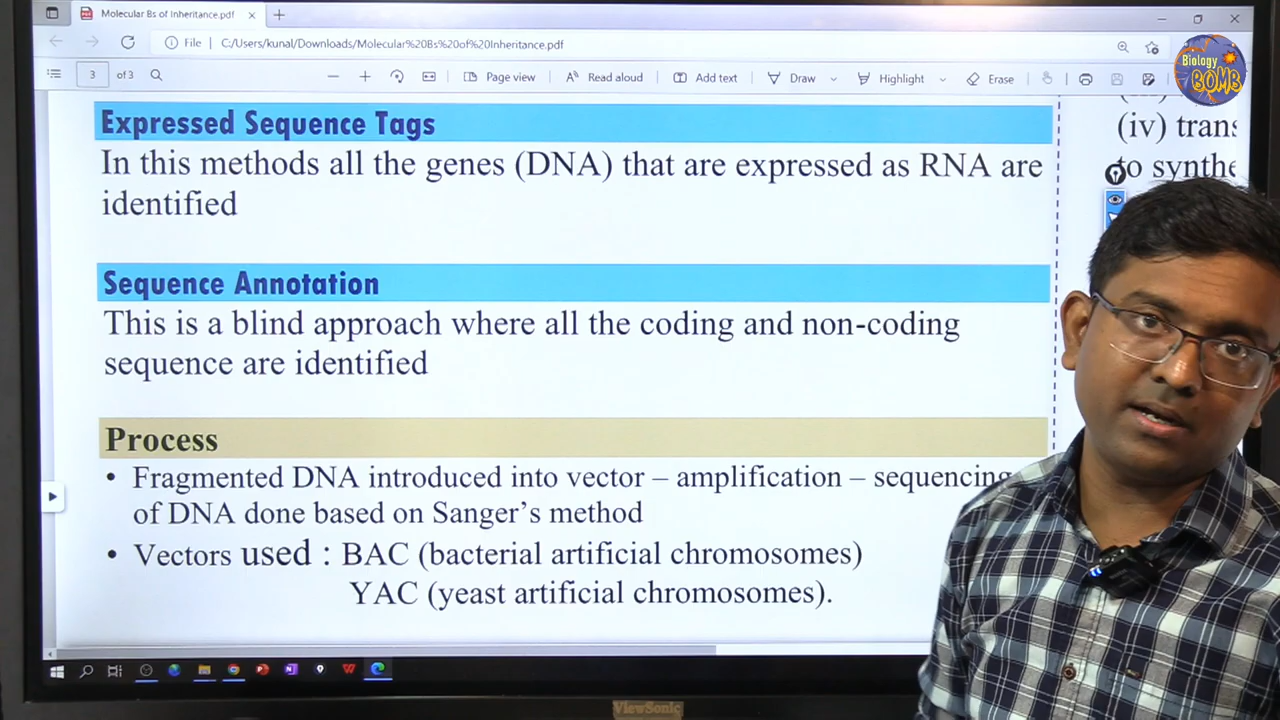 Molecular Bs of Inheritance.pdf
File C:/Users/kunal/Downloads/Molecular%20Bs%20of%20Inheritance.pdf
3 of 3 Page view Read aloud Add text Draw Highlight Erase
Biology
BOMB
Expressed Sequence Tags
In this methods all the genes (DNA) that are expressed as RNA are
identified
Sequence Annotation
This is a blind approach where all the coding and non-coding
sequence are identified
Process
• Fragmented DNA introduced into vector – amplification – sequencing
of DNA done based on Sanger's method
• Vectors used : BAC (bacterial artificial chromosomes)
YAC (yeast artificial chromosomes).
(iv) trans
to synthe
ViewSonic